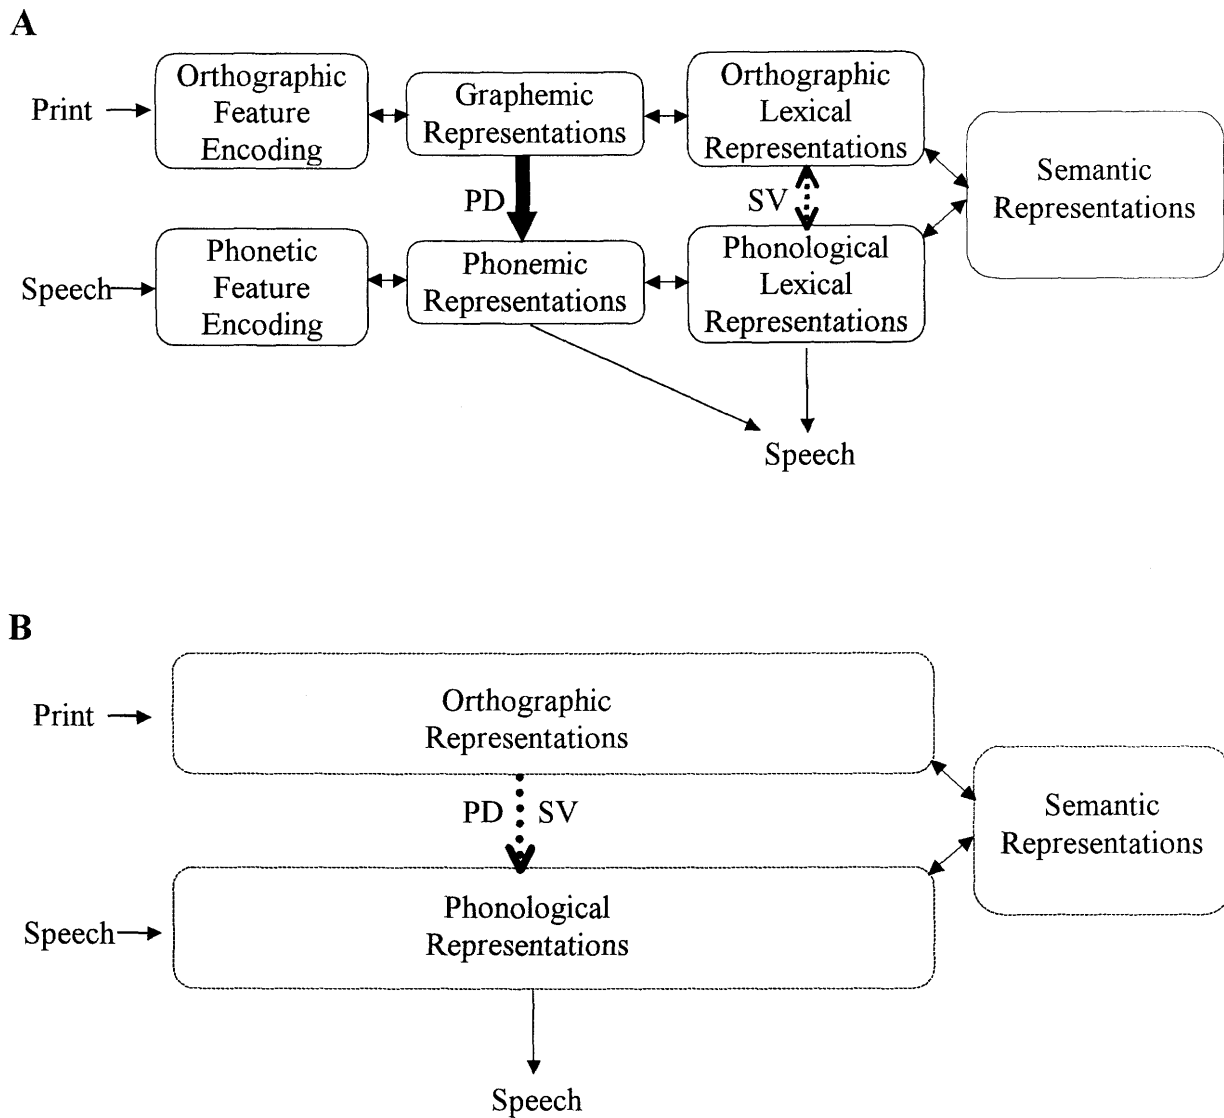 A
Print
Orthographic
Feature
Encoding
Graphemic
Representations
Orthographic
Lexical
Representations
Semantic
Representations
PD
SV
Speech
Phonetic
Feature
Encoding
Phonemic
Representations
Phonological
Lexical
Representations
Speech
B
Print
Orthographic
Representations
PD SV
Semantic
Representations
Speech
Phonological
Representations
Speech